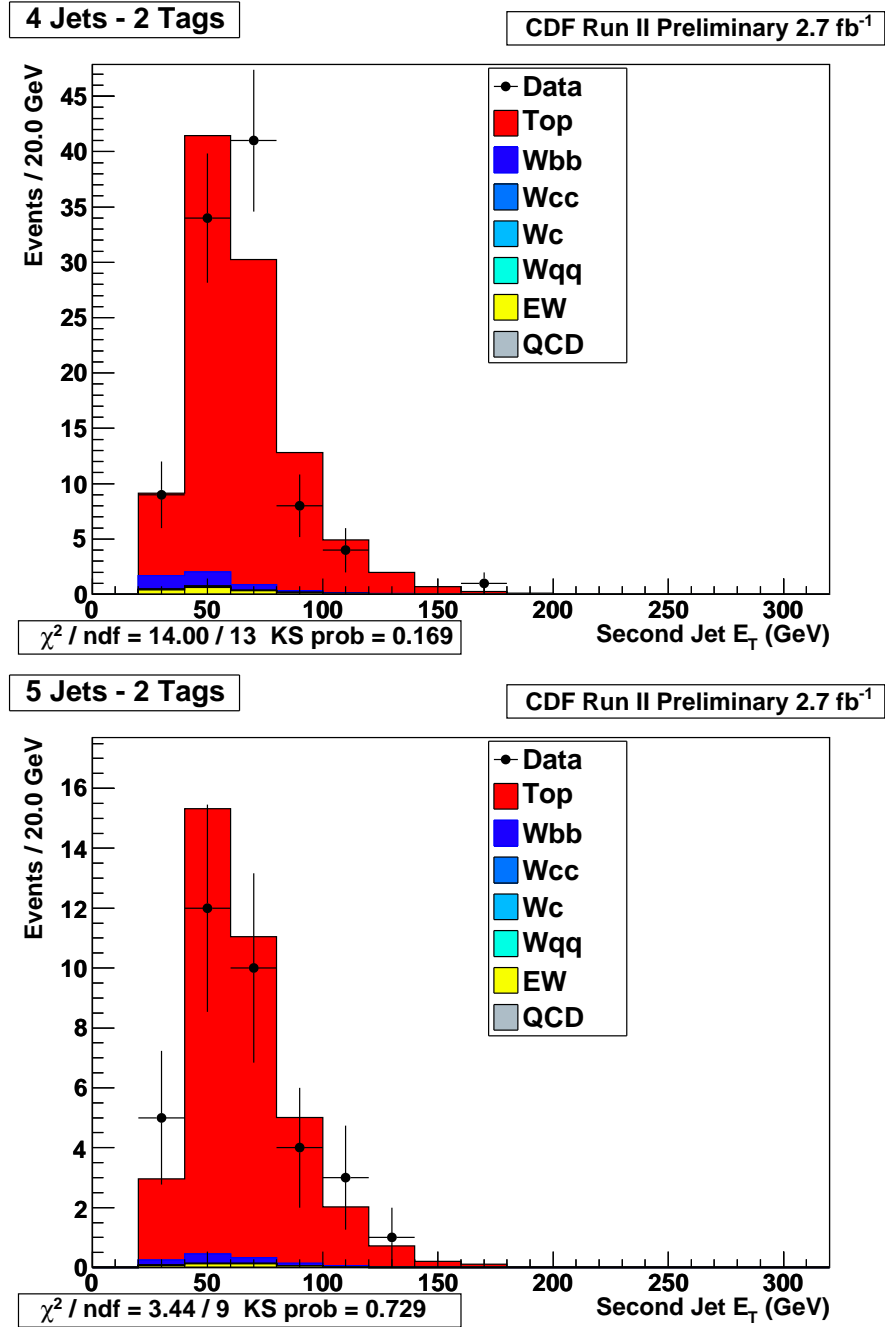 4 Jets - 2 Tags
CDF Run II Preliminary 2.7 fb⁻¹
Events / 20.0 GeV
45
40
35
30
25
20
15
10
5
0
Data
Top
Wbb
Wcc
Wc
Wqq
EW
QCD
0 50 100 150 200 250 300
Second Jet E_T (GeV)
χ² / ndf = 14.00 / 13 KS prob = 0.169
5 Jets - 2 Tags
CDF Run II Preliminary 2.7 fb⁻¹
Events / 20.0 GeV
16
14
12
10
8
6
4
2
0
Data
Top
Wbb
Wcc
Wc
Wqq
EW
QCD
0 50 100 150 200 250 300
Second Jet E_T (GeV)
χ² / ndf = 3.44 / 9 KS prob = 0.729